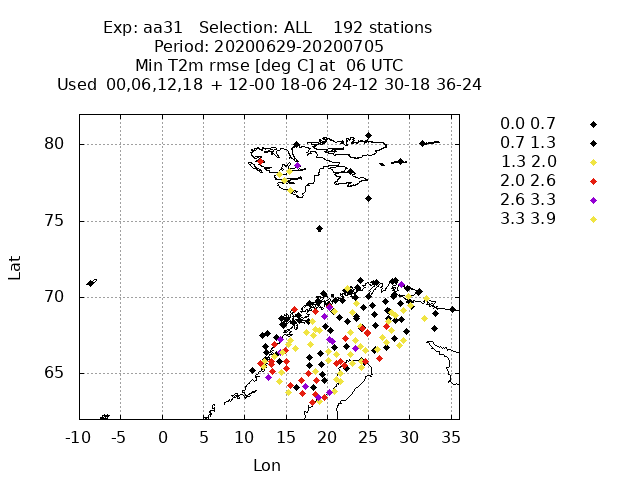 Exp: aa31 Selection: ALL 192 stations
Period: 20200629-20200705
Min T2m rmse [deg C] at 06 UTC
Used 00,06,12,18 + 12-00 18-06 24-12 30-18 36-24
0.0 0.7
0.7 1.3
1.3 2.0
2.0 2.6
2.6 3.3
3.3 3.9
80
75
70
65
Lat
-10 -5 0 5 10 15 20 25 30 35
Lon